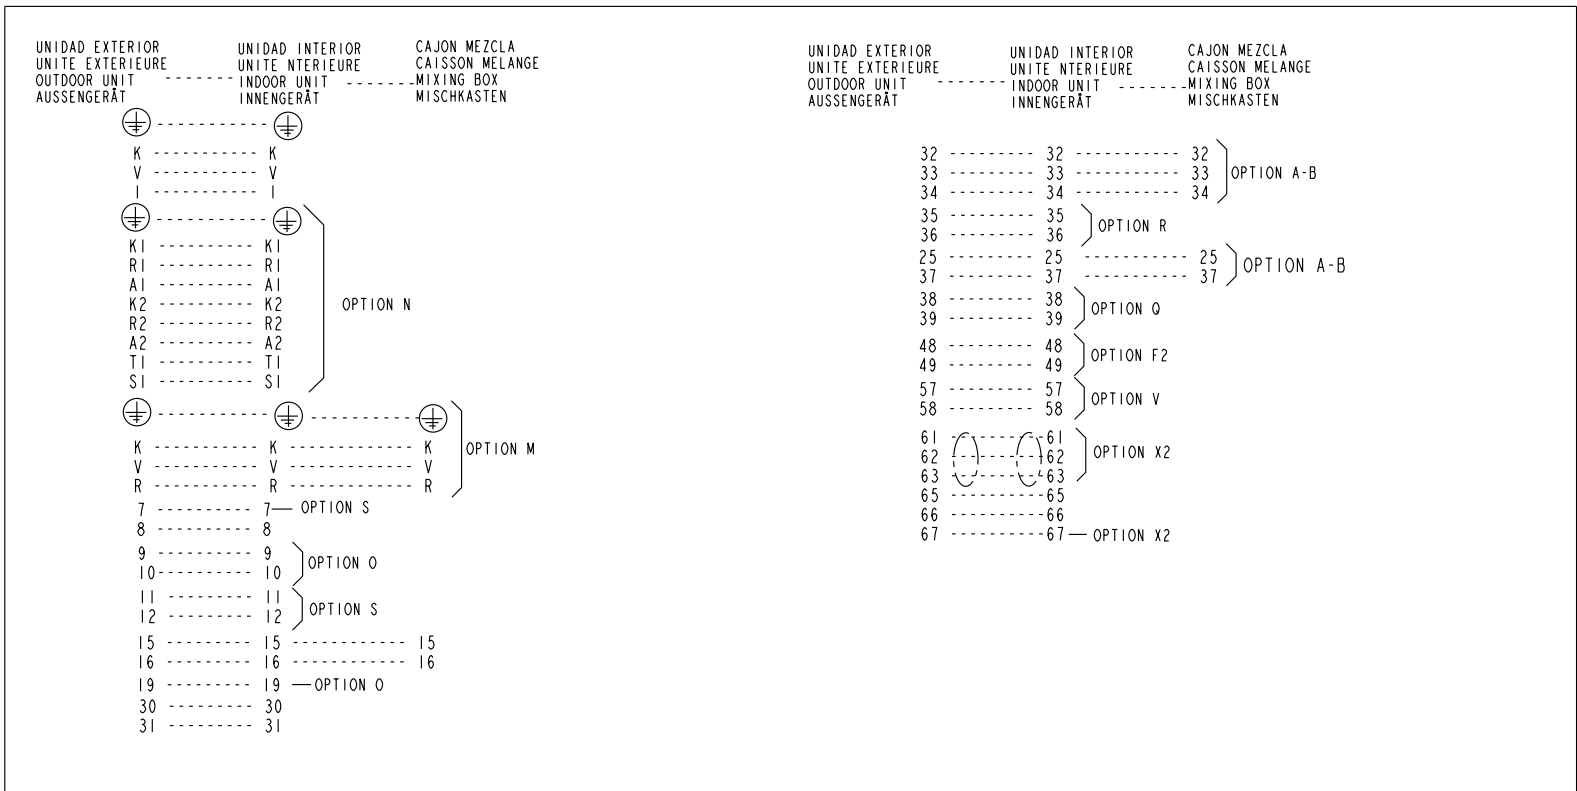 UNIDAD EXTERIOR
UNITE EXTERIEURE
OUTDOOR UNIT
AUSSENGERÄT
UNIDAD INTERIOR
UNITE NTERIEURE
INDOOR UNIT
INNENGERÄT
CAJON MEZCLA
CAISSON MELANGE
MIXING BOX
MISCHKASTEN
K K
V V
I I
K1 K1
R1 R1
A1 A1
K2 K2
R2 R2
A2 A2
T1 T1
S1 S1
OPTION N
K K K
V V V
R R R
OPTION M
7 7 OPTION S
8 8
9 9
10 10
OPTION O
11 11
12 12
OPTION S
15 15 15
16 16 16
19 19 OPTION O
30 30
31 31
UNIDAD EXTERIOR
UNITE EXTERIEURE
OUTDOOR UNIT
AUSSENGERÄT
UNIDAD INTERIOR
UNITE NTERIEURE
INDOOR UNIT
INNENGERÄT
CAJON MEZCLA
CAISSON MELANGE
MIXING BOX
MISCHKASTEN
32 32 32
33 33 33
34 34 34
OPTION A-B
35 35
36 36
OPTION R
25 25 25
37 37 37
OPTION A-B
38 38
39 39
OPTION Q
48 48
49 49
OPTION F2
57 57
58 58
OPTION V
61 61
62 62
63 63
OPTION X2
65 65
66 66
67 67 OPTION X2